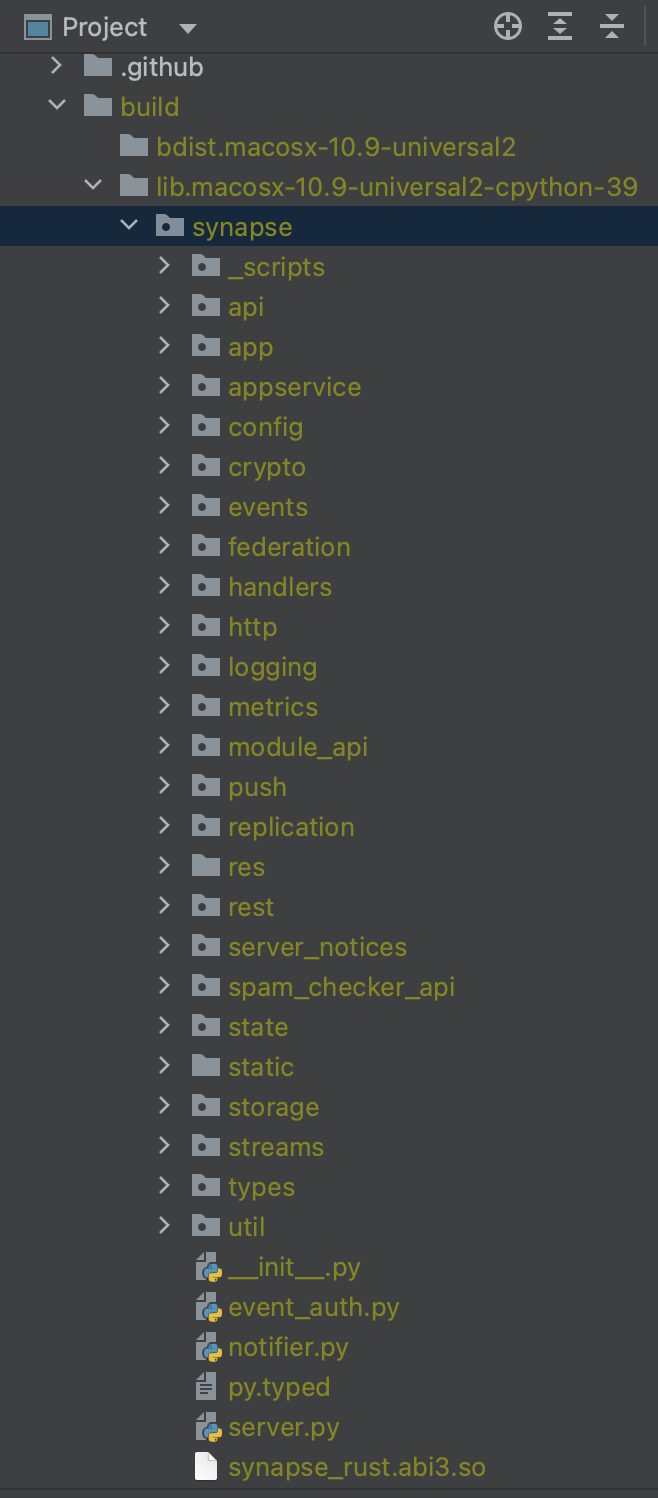 Project
.github
build
bdist.macosx-10.9-universal2
lib.macosx-10.9-universal2-cpython-39
synapse
_scripts
api
app
appservice
config
crypto
events
federation
handlers
http
logging
metrics
module_api
push
replication
res
rest
server_notices
spam_checker_api
state
static
storage
streams
types
util
__init__.py
event_auth.py
notifier.py
py.typed
server.py
synapse_rust.abi3.so